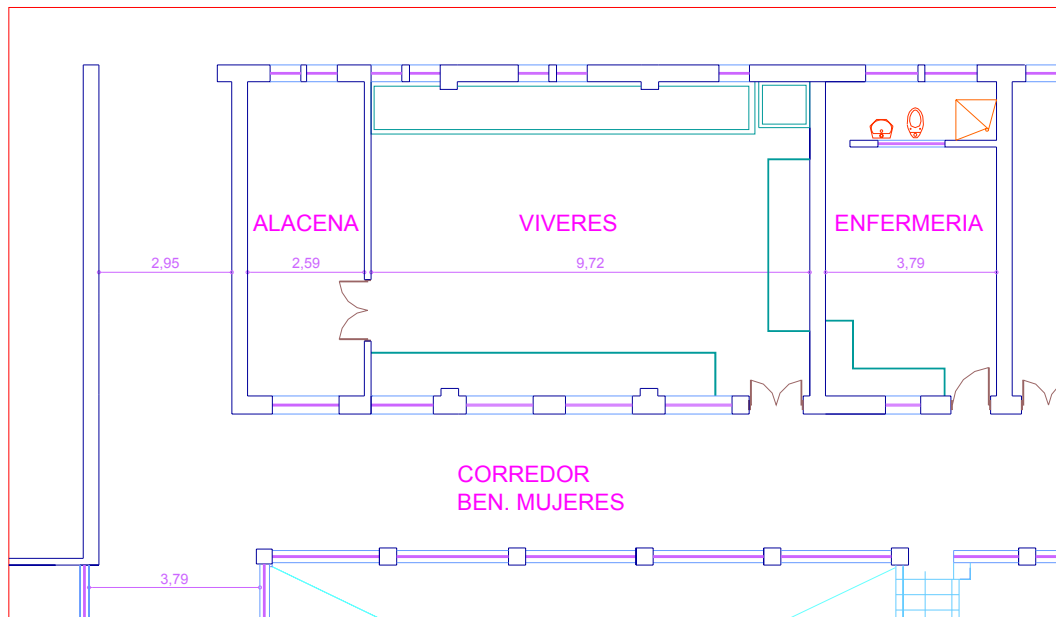 ALACENA
VIVERES
ENFERMERIA
2,95
2,59
9,72
3,79
CORREDOR
BEN. MUJERES
3,79